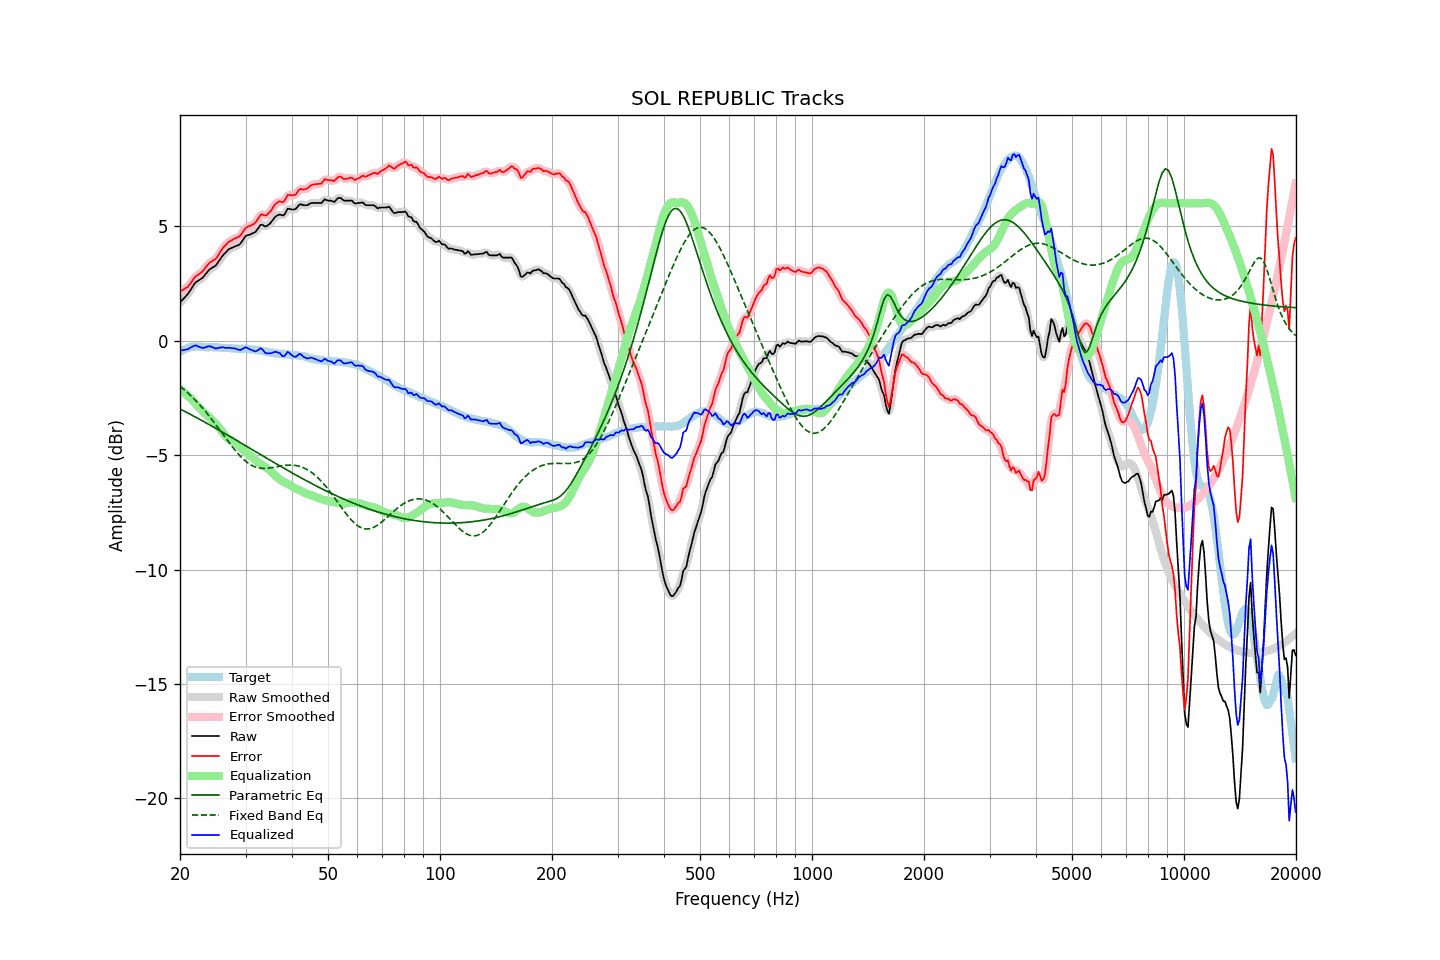 SOL REPUBLIC Tracks
Amplitude (dBr)
5
0
−5
−10
−15
−20
Target
Raw Smoothed
Error Smoothed
Raw
Error
Equalization
Parametric Eq
Fixed Band Eq
Equalized
20 50 100 200 500 1000 2000 5000 10000 20000
Frequency (Hz)